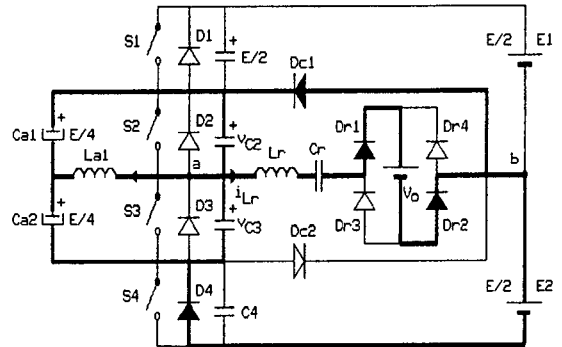 S1
D1
+
E/2
E/2 E1
Dc1
Ca1
+
E/4
S2
D2
+
vC2
La1
a
Lr
iLr
Cr
Dr1
Dr4
Vo
b
Ca2
+
E/4
S3
D3
+
vC3
Dr3
Dr2
Dc2
S4
D4
C4
E/2 E2